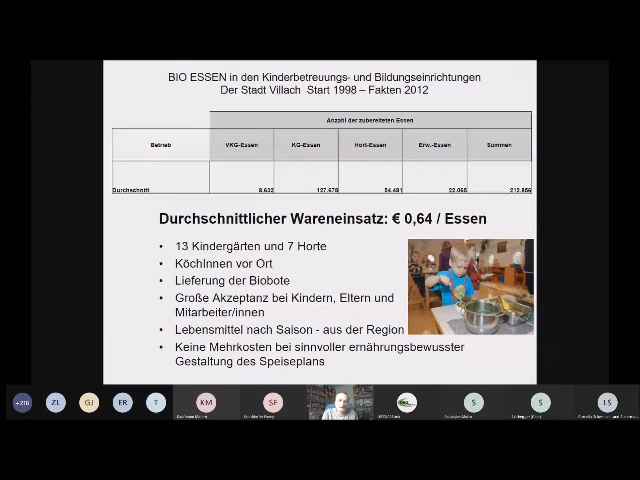 BIO ESSEN in den Kinderbetreuungs- und Bildungseinrichtungen
Der Stadt Villach Start 1998 – Fakten 2012
Anzahl der zubereiteten Essen
Betrieb VKG-Essen KG-Essen Hort-Essen Erw.-Essen Summen
Durchschnitt 8.632 127.678 54.481 22.065 212.856
Durchschnittlicher Wareneinsatz: € 0,64 / Essen
• 13 Kindergärten und 7 Horte
• KöchInnen vor Ort
• Lieferung der Biobote
• Große Akzeptanz bei Kindern, Eltern und
Mitarbeiter/innen
• Lebensmittel nach Saison - aus der Region
• Keine Mehrkosten bei sinnvoller ernährungsbewusster
Gestaltung des Speiseplans
+216 ZL GJ ER T KM SF S S LS